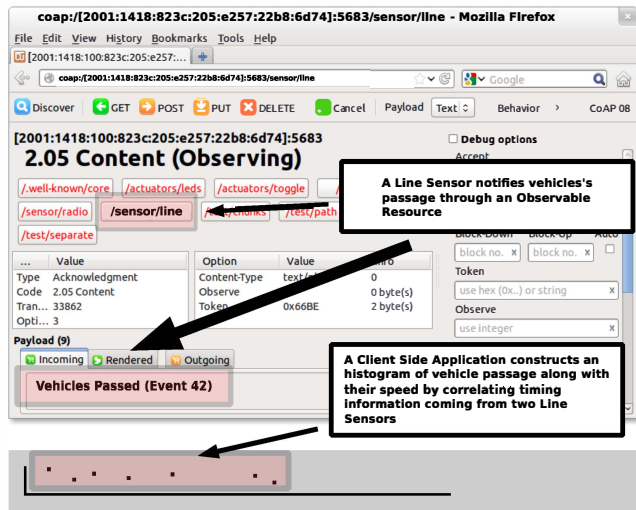 coap://[2001:1418:823c:205:e257:22b8:6d74]:5683/sensor/line - Mozilla Firefox
File Edit View History Bookmarks Tools Help
[2001:1418:100:823c:205:e257:...
coap://[2001:1418:823c:205:e257:22b8:6d74]:5683/sensor/line
Google
Discover GET POST PUT DELETE Cancel Payload Text Behavior CoAP 08
[2001:1418:100:823c:205:e257:22b8:6d74]:5683
Debug options
2.05 Content (Observing)
Accept
/.well-known/core /actuators/leds /actuators/toggle
A Line Sensor notifies vehicles's
passage through an Observable
Resource
/sensor/radio /sensor/line /test/path
/test/separate
Block-Down Block-Up Auto
block no. x block no. x
... Value
Type Acknowledgment
Code 2.05 Content
Tran... 33862
Opti... 3
Option Value
Content-Type 0
Observe 0 byte(s)
Token 0x66BE 2 byte(s)
Token
use hex (0x..) or string x
Observe
use integer x
Payload (9)
Incoming Rendered Outgoing
Vehicles Passed (Event 42)
A Client Side Application constructs an
histogram of vehicle passage along with
their speed by correlating timing
information coming from two Line
Sensors